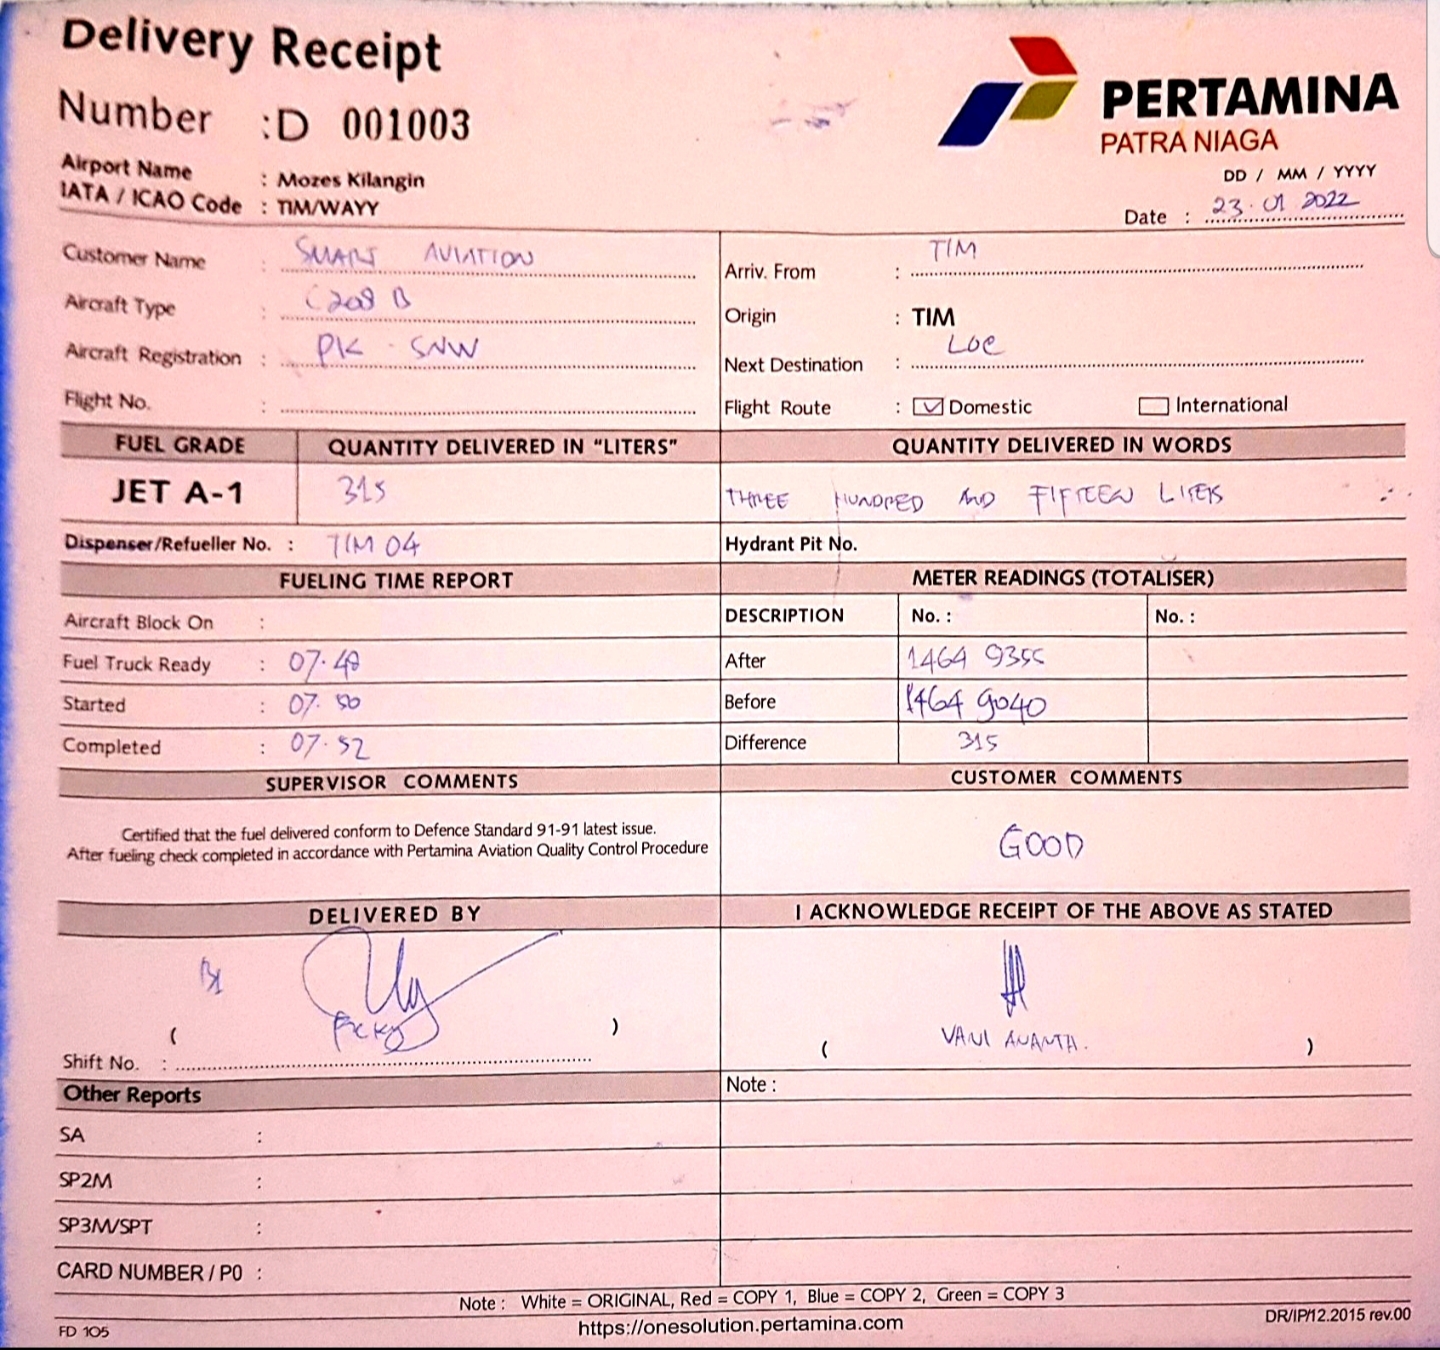 Delivery Receipt
Number : D 001003
PERTAMINA
PATRA NIAGA
Airport Name : Mozes Kilangin
IATA / ICAO Code : TIM/WAYY
DD / MM / YYYY
Date : 23.01 2022
Customer Name : SMART AVIATION
Arriv. From : TIM
Aircraft Type : C208 B
Origin : TIM
Aircraft Registration : PK - SNW
Next Destination : LOE
Flight No. :
Flight Route : Domestic International
FUEL GRADE QUANTITY DELIVERED IN "LITERS" QUANTITY DELIVERED IN WORDS
JET A-1 315 THREE HUNDRED AND FIFTEEN LITERS
Dispenser/Refueller No. : TIM 04 Hydrant Pit No.
FUELING TIME REPORT METER READINGS (TOTALISER)
Aircraft Block On : DESCRIPTION No. : No. :
Fuel Truck Ready : 07.48 After 1464 9355
Started : 07.50 Before 1464 9040
Completed : 07.52 Difference 315
SUPERVISOR COMMENTS CUSTOMER COMMENTS
Certified that the fuel delivered conform to Defence Standard 91-91 latest issue.
After fueling check completed in accordance with Pertamina Aviation Quality Control Procedure
GOOD
DELIVERED BY I ACKNOWLEDGE RECEIPT OF THE ABOVE AS STATED
( ) ( VANI ANANTA. )
Shift No. :
Other Reports Note :
SA :
SP2M :
SP3M/SPT :
CARD NUMBER / P0 :
Note : White = ORIGINAL, Red = COPY 1, Blue = COPY 2, Green = COPY 3
FD 105 https://onesolution.pertamina.com DR/IP/12.2015 rev.00